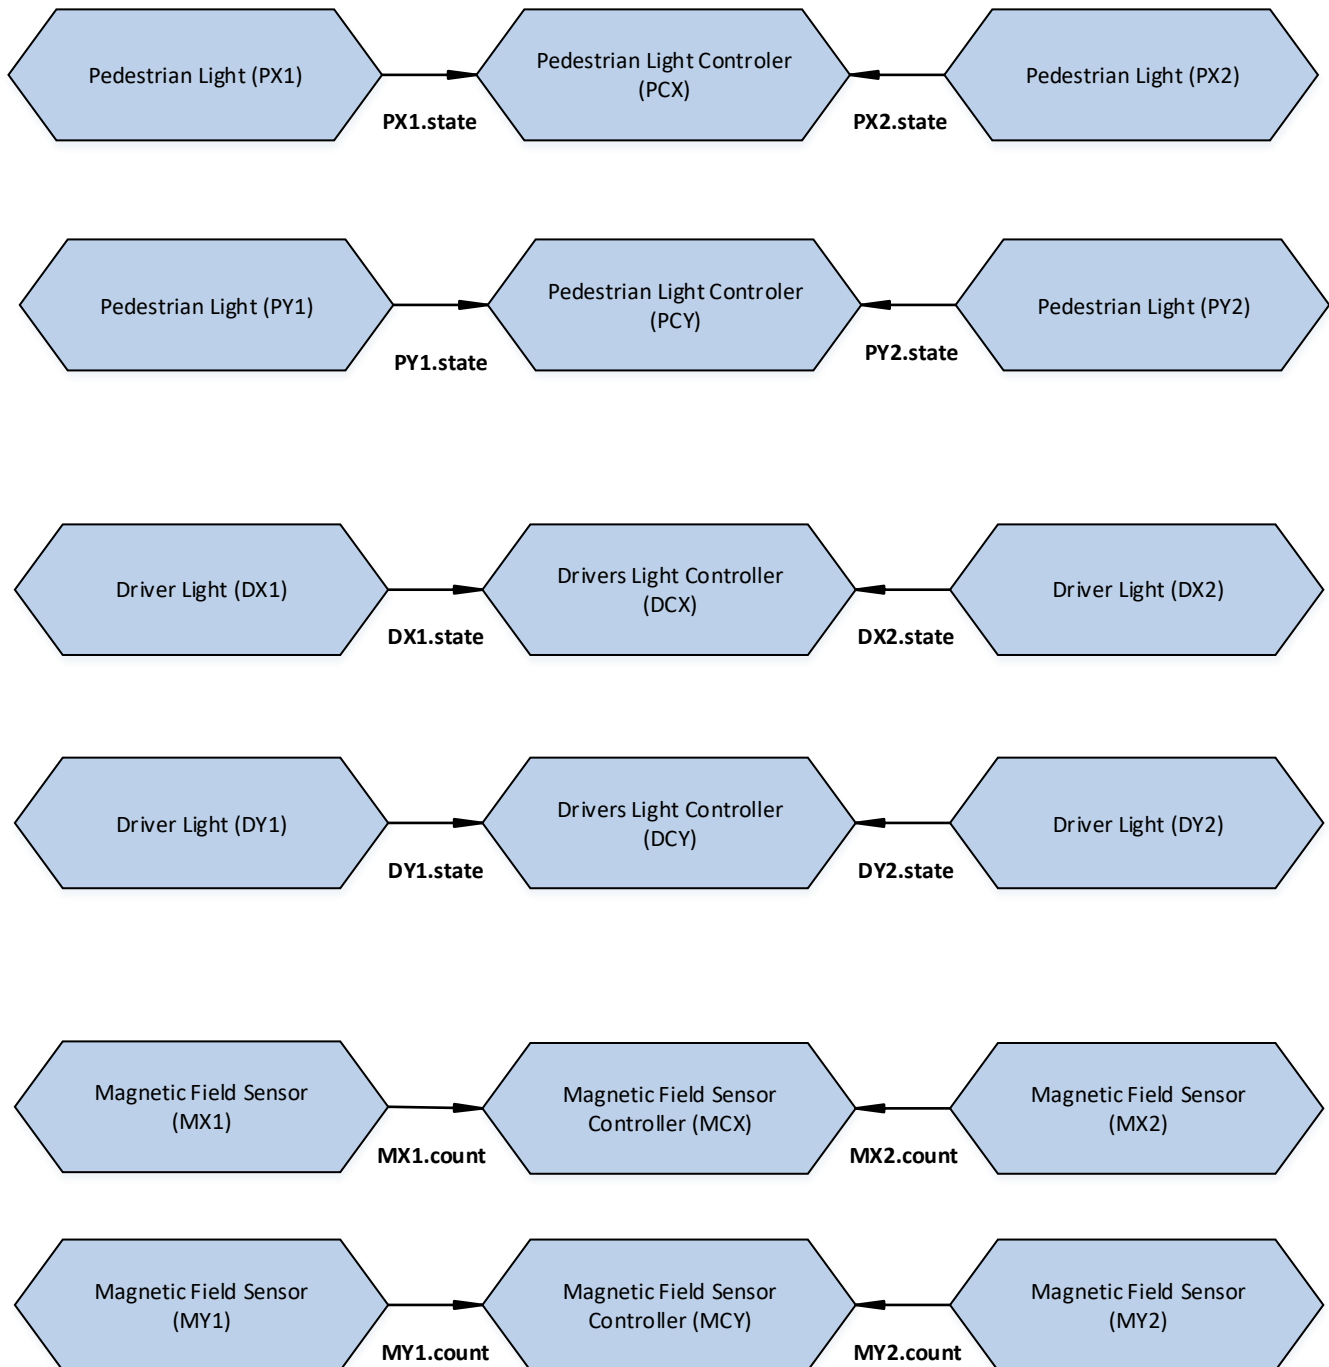 Pedestrian Light (PX1)
Pedestrian Light Controler
(PCX)
Pedestrian Light (PX2)
PX1.state
PX2.state
Pedestrian Light (PY1)
Pedestrian Light Controler
(PCY)
Pedestrian Light (PY2)
PY1.state
PY2.state
Driver Light (DX1)
Drivers Light Controller
(DCX)
Driver Light (DX2)
DX1.state
DX2.state
Driver Light (DY1)
Drivers Light Controller
(DCY)
Driver Light (DY2)
DY1.state
DY2.state
Magnetic Field Sensor
(MX1)
Magnetic Field Sensor
Controller (MCX)
Magnetic Field Sensor
(MX2)
MX1.count
MX2.count
Magnetic Field Sensor
(MY1)
Magnetic Field Sensor
Controller (MCY)
Magnetic Field Sensor
(MY2)
MY1.count
MY2.count